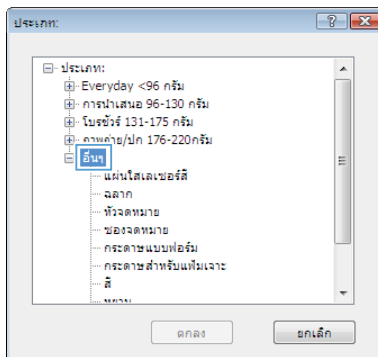 ประเภท:
ประเภท:
Everyday <96 กรัม
การนำเสนอ 96-130 กรัม
โบรชัวร์ 131-175 กรัม
ภาพถ่าย/ปก 176-220กรัม
อื่นๆ
แผ่นใสเลเซอร์สี
ฉลาก
หัวจดหมาย
ซองจดหมาย
กระดาษแบบฟอร์ม
กระดาษสำหรับแฟ้มเจาะ
สี
หยาบ
ตกลง
ยกเลิก